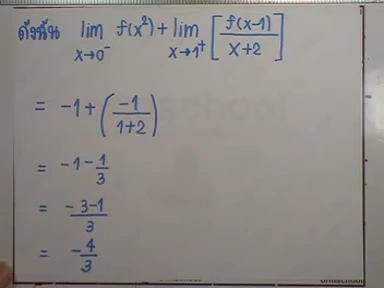 ดังนั้น lim x→0⁻ f(x²) + lim x→1⁺ [f(x-1)/(x+2)]
= -1 + (-1/(1+2))
= -1 - 1/3
= (-3-1)/3
= -4/3